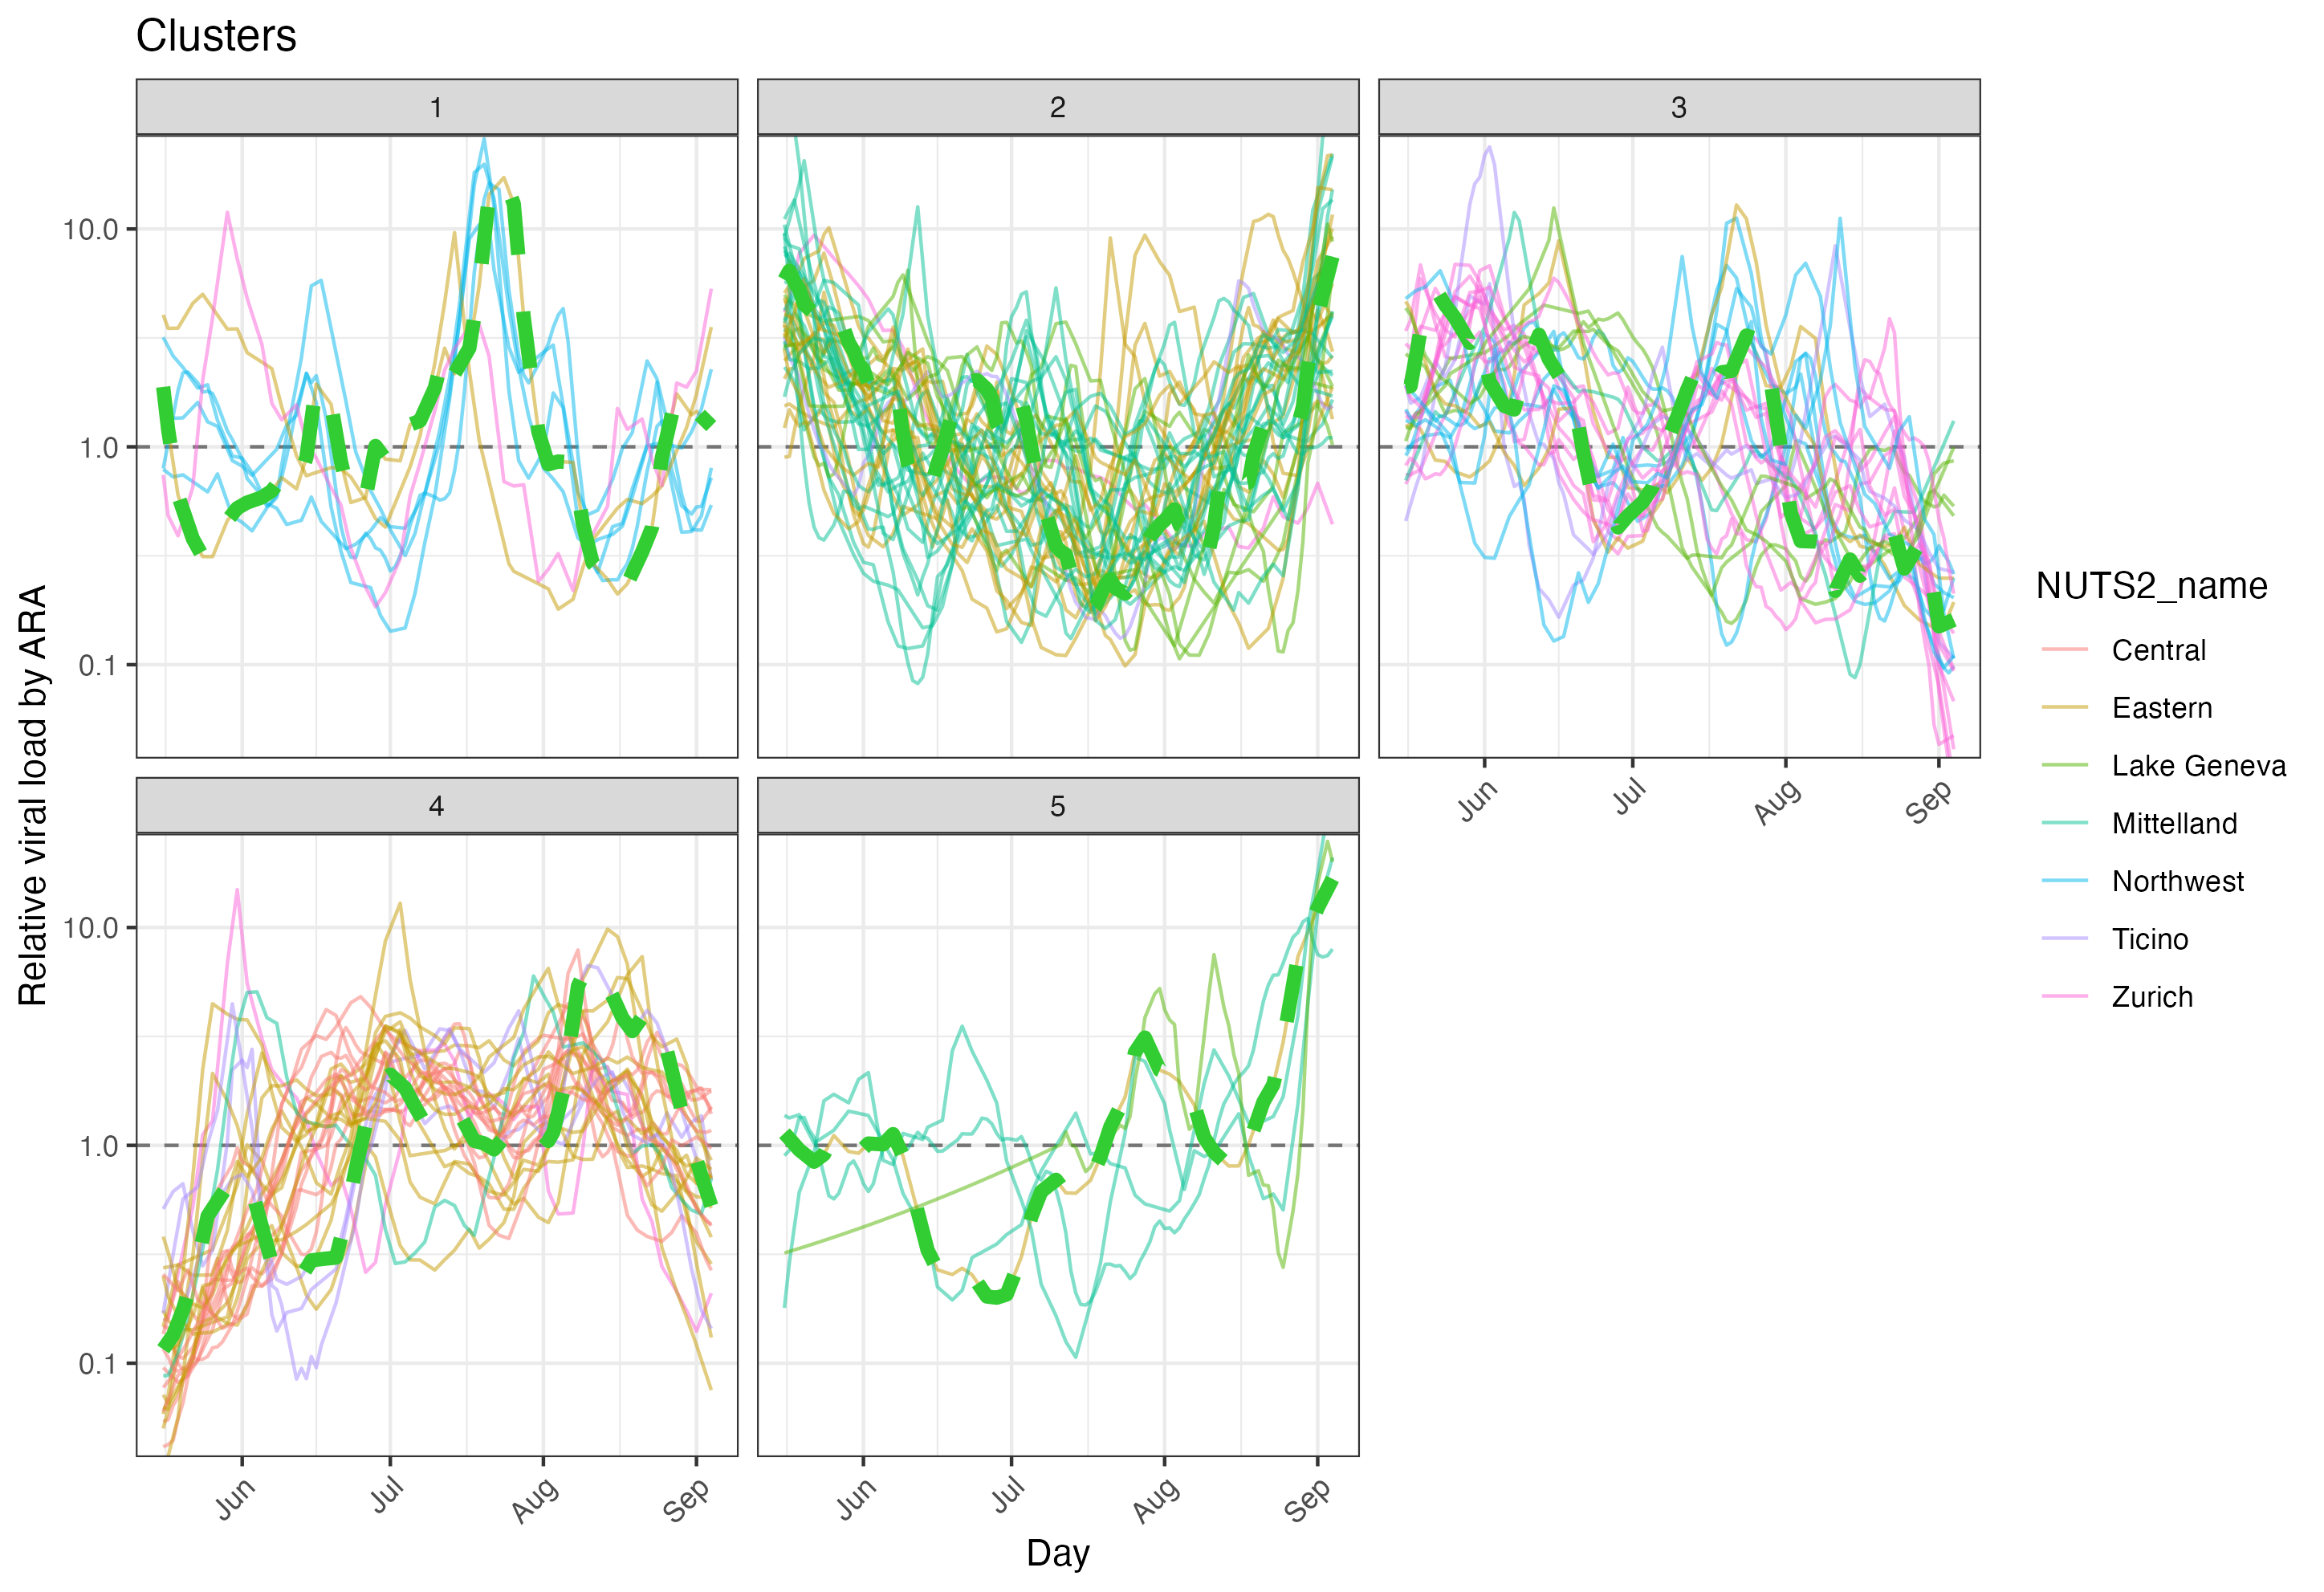 Clusters
1
2
3
10.0
1.0
0.1
Jun
Jul
Aug
Sep
4
5
10.0
1.0
0.1
Jun
Jul
Aug
Sep
Jun
Jul
Aug
Sep
Day
Relative viral load by ARA
NUTS2_name
Central
Eastern
Lake Geneva
Mittelland
Northwest
Ticino
Zurich